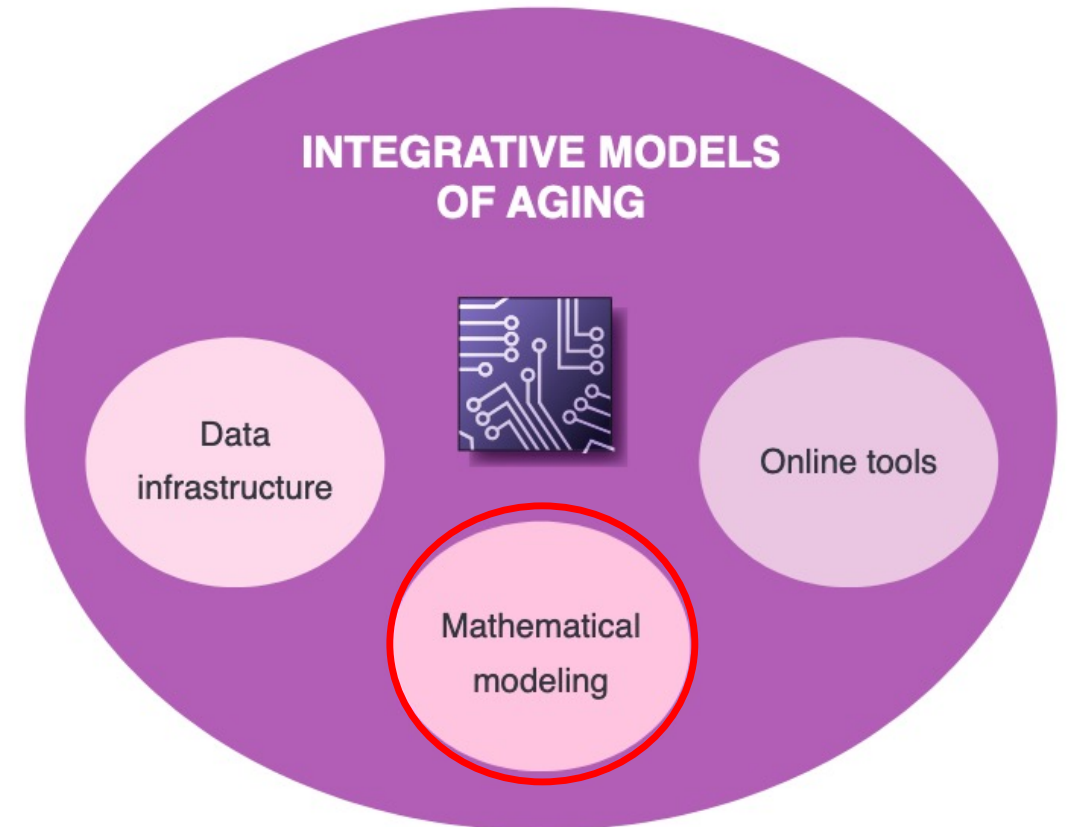 INTEGRATIVE MODELS
OF AGING
Data
infrastructure
Online tools
Mathematical
modeling